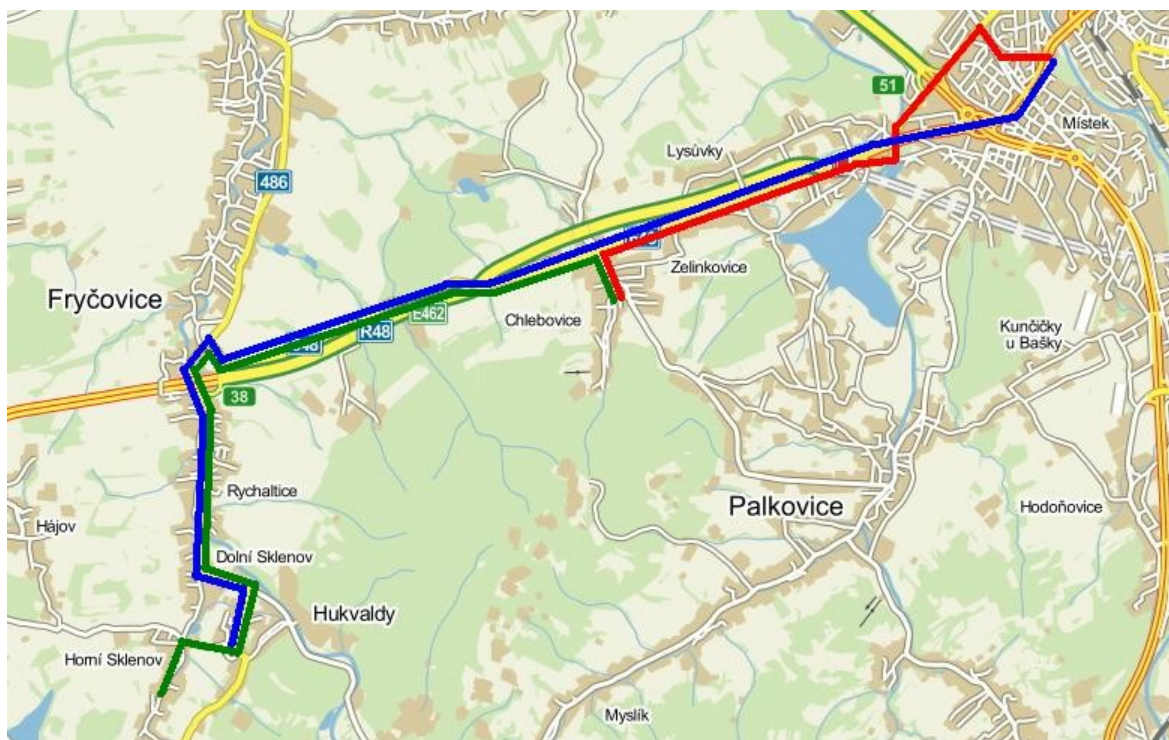 51
Místek
Lysůvky
486
Zelinkovice
Fryčovice
E462
Chlebovice
R48
Kunčičky
u Bašky
38
Rychaltice
Palkovice
Hodoňovice
Hájov
Dolní Sklenov
Hukvaldy
Horní Sklenov
Myslík